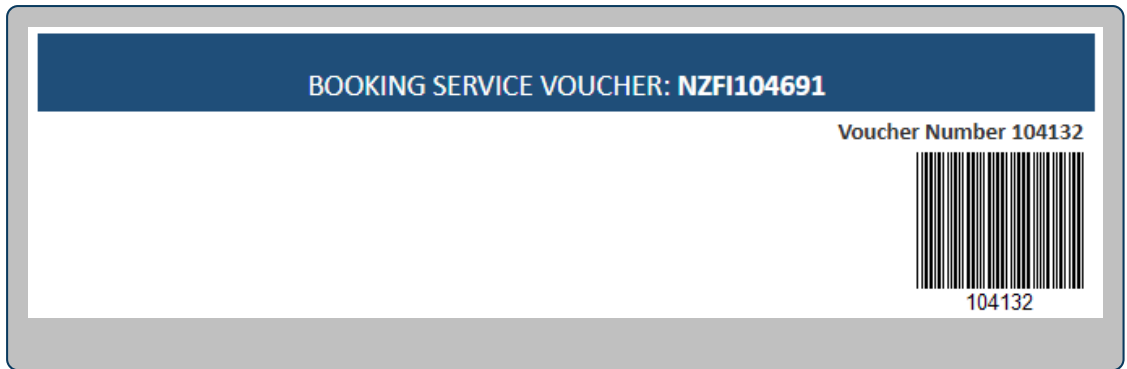 BOOKING SERVICE VOUCHER: NZFI104691
Voucher Number 104132
104132